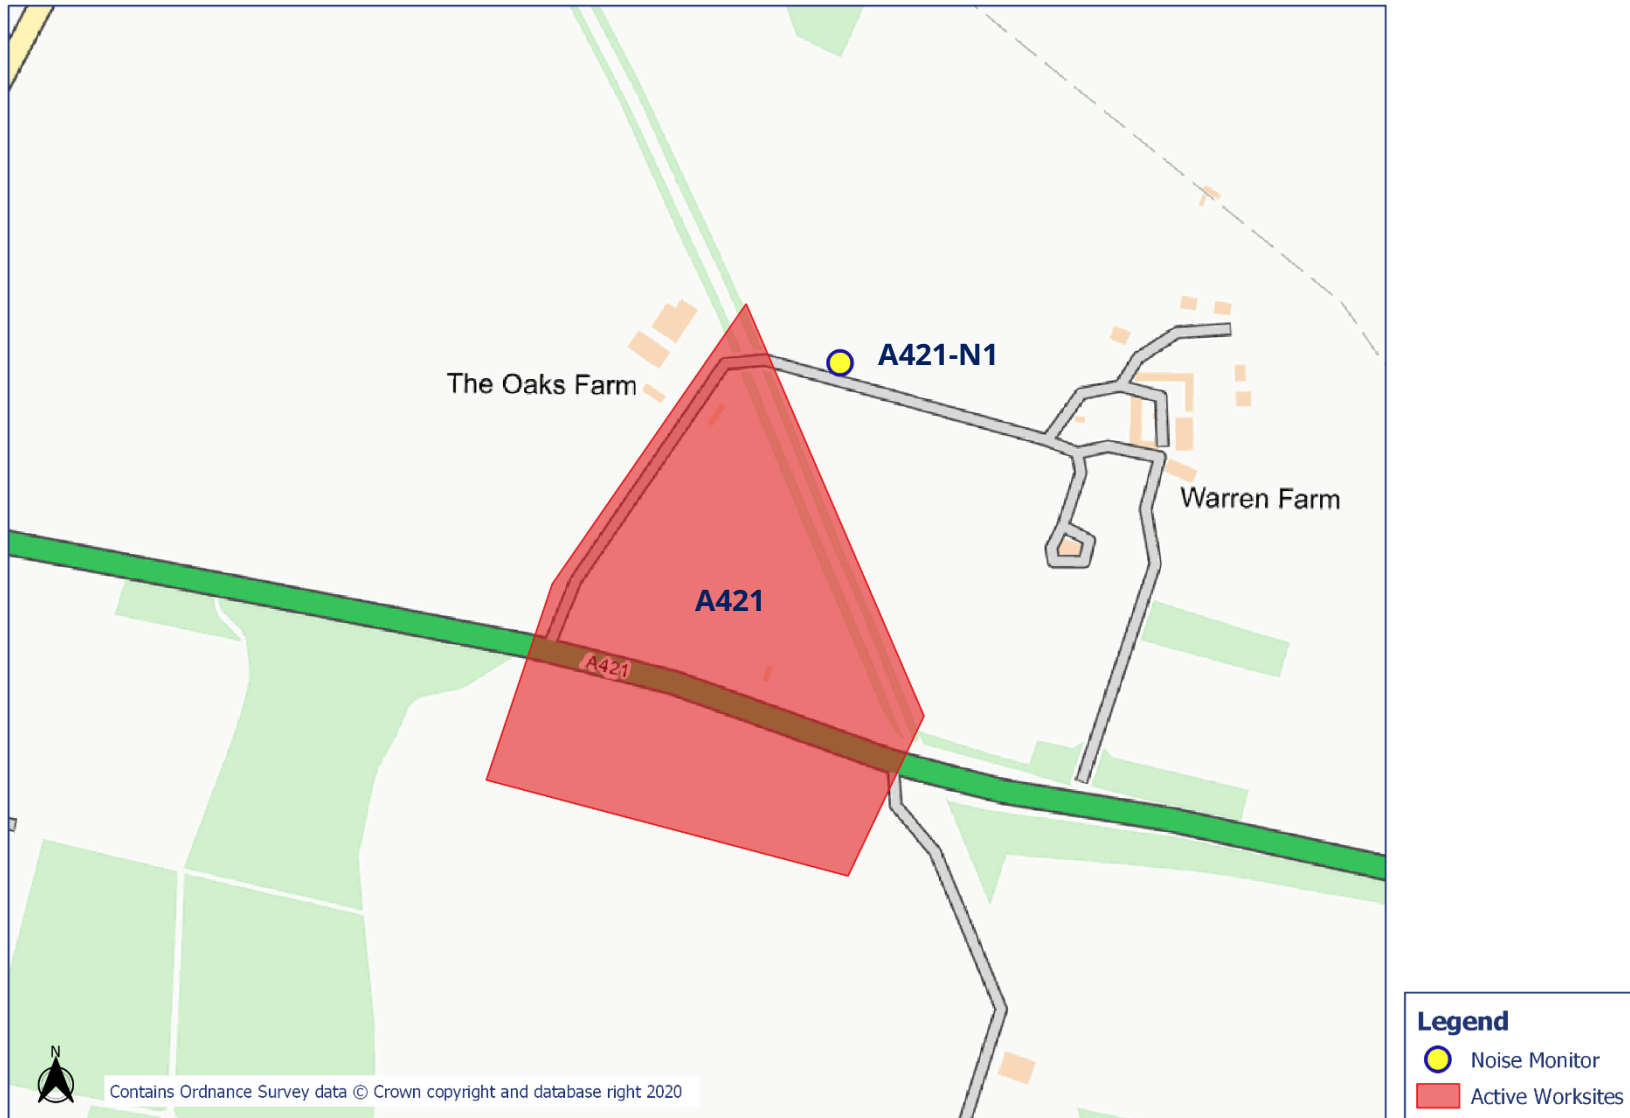 A421-N1
The Oaks Farm
Warren Farm
A421
A421
N
Contains Ordnance Survey data © Crown copyright and database right 2020
Legend
Noise Monitor
Active Worksites